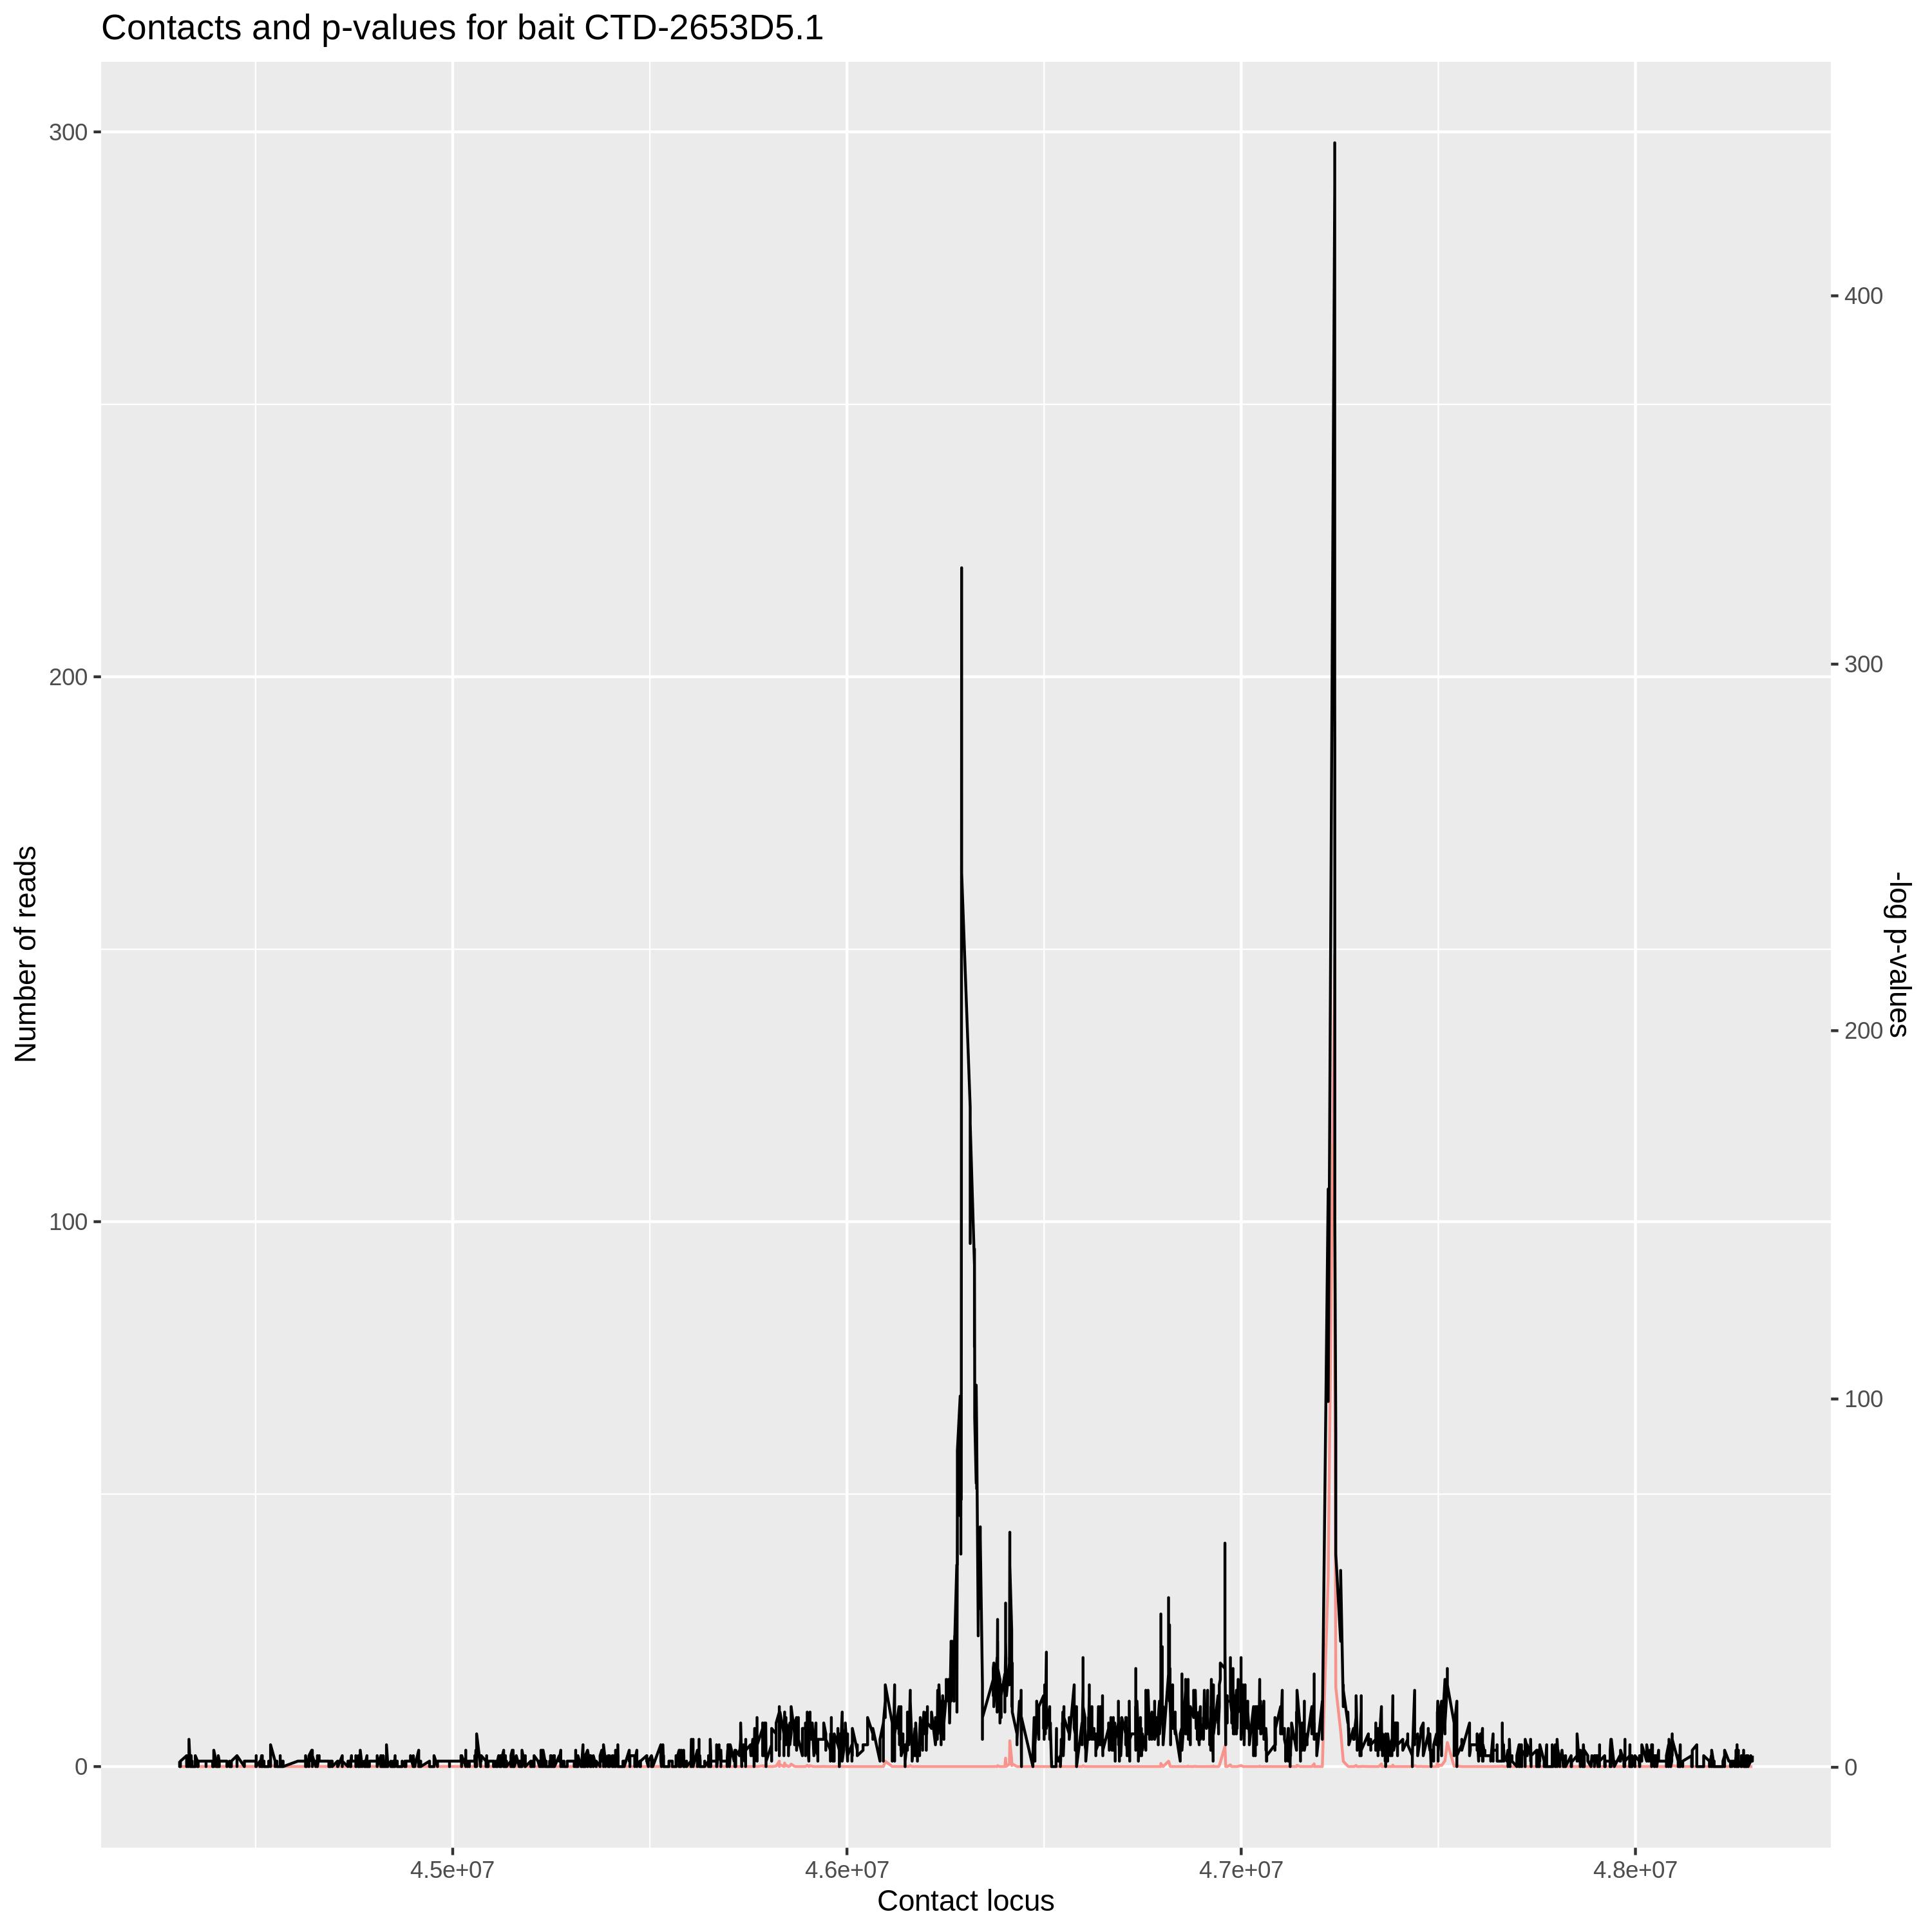 Contacts and p-values for bait CTD-2653D5.1
300
200
100
0
Number of reads
400
300
200
100
0
-log p-values
4.5e+07
4.6e+07
4.7e+07
4.8e+07
Contact locus